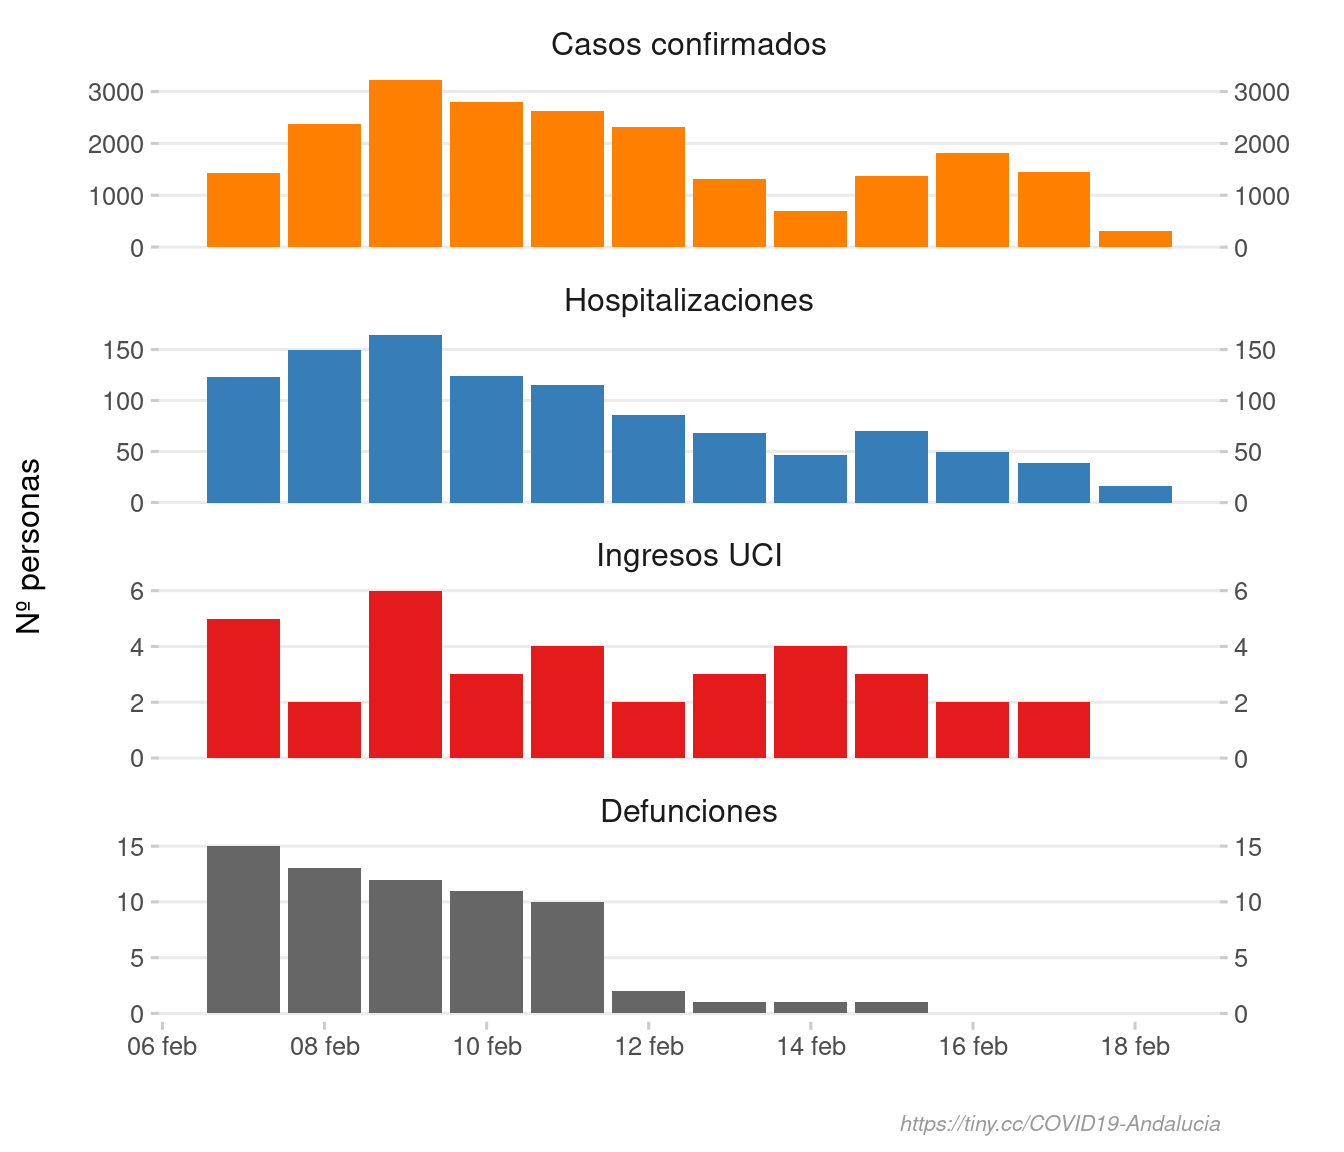 Casos confirmados
3000 3000
2000 2000
1000 1000
0 0
Hospitalizaciones
150 150
100 100
50 50
0 0
Nº personas
Ingresos UCI
6 6
4 4
2 2
0 0
Defunciones
15 15
10 10
5 5
0 0
06 feb 08 feb 10 feb 12 feb 14 feb 16 feb 18 feb
https://tiny.cc/COVID19-Andalucia